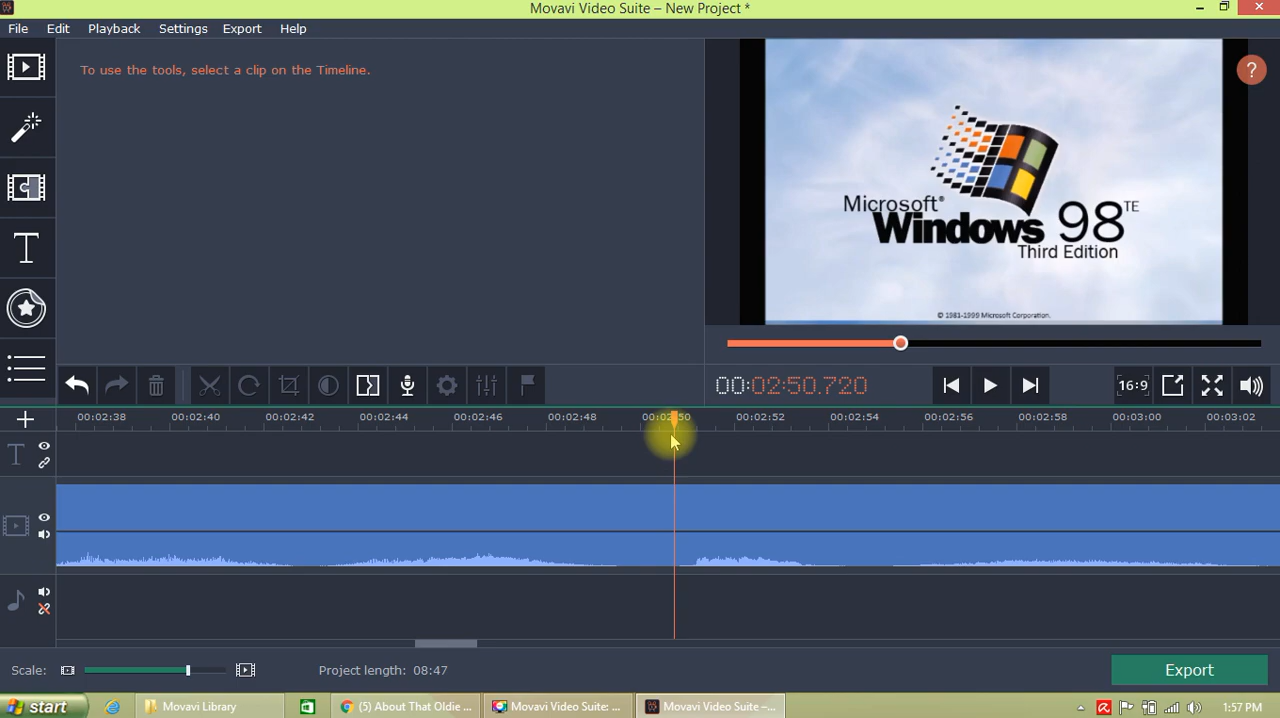 Movavi Video Suite – New Project *
File Edit Playback Settings Export Help
To use the tools, select a clip on the Timeline.
?
Microsoft®
Windows 98 TE
Third Edition
© 1981-1999 Microsoft Corporation.
T
00:02:50.720
16:9
00:02:38 00:02:40 00:02:42 00:02:44 00:02:46 00:02:48 00:02:50 00:02:52 00:02:54 00:02:56 00:02:58 00:03:00 00:03:02
T
Scale:
Project length: 08:47
Export
start
Movavi Library
(5) About That Oldie ...
Movavi Video Suite: ...
Movavi Video Suite –...
1:57 PM